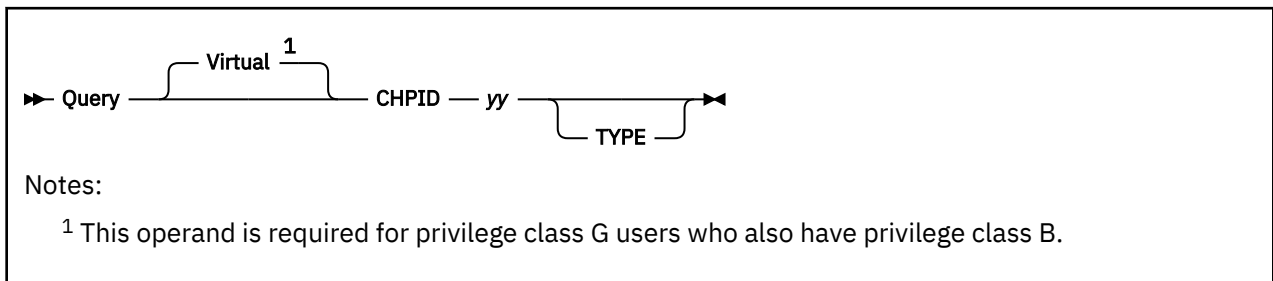 Virtual 1
Query CHPID yy
TYPE
Notes:
1 This operand is required for privilege class G users who also have privilege class B.